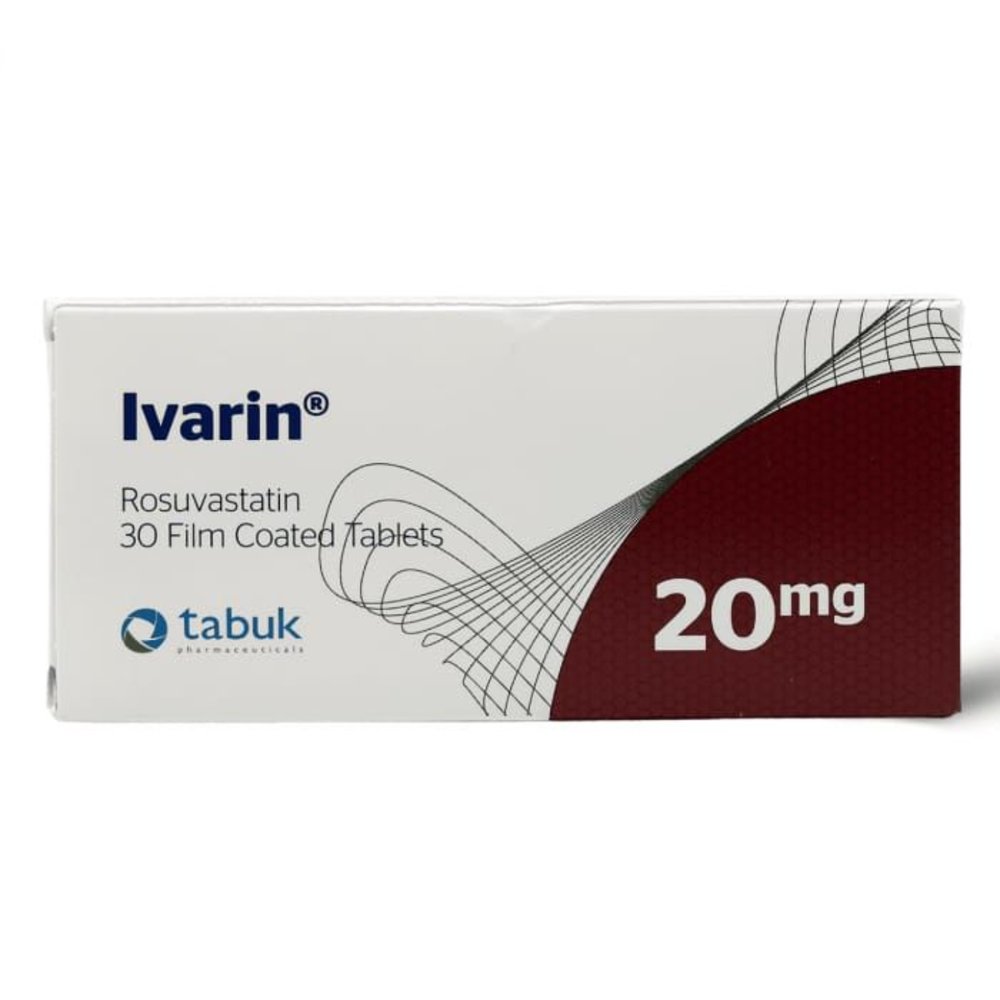 Ivarin®
Rosuvastatin
30 Film Coated Tablets
tabuk
pharmaceuticals
20mg